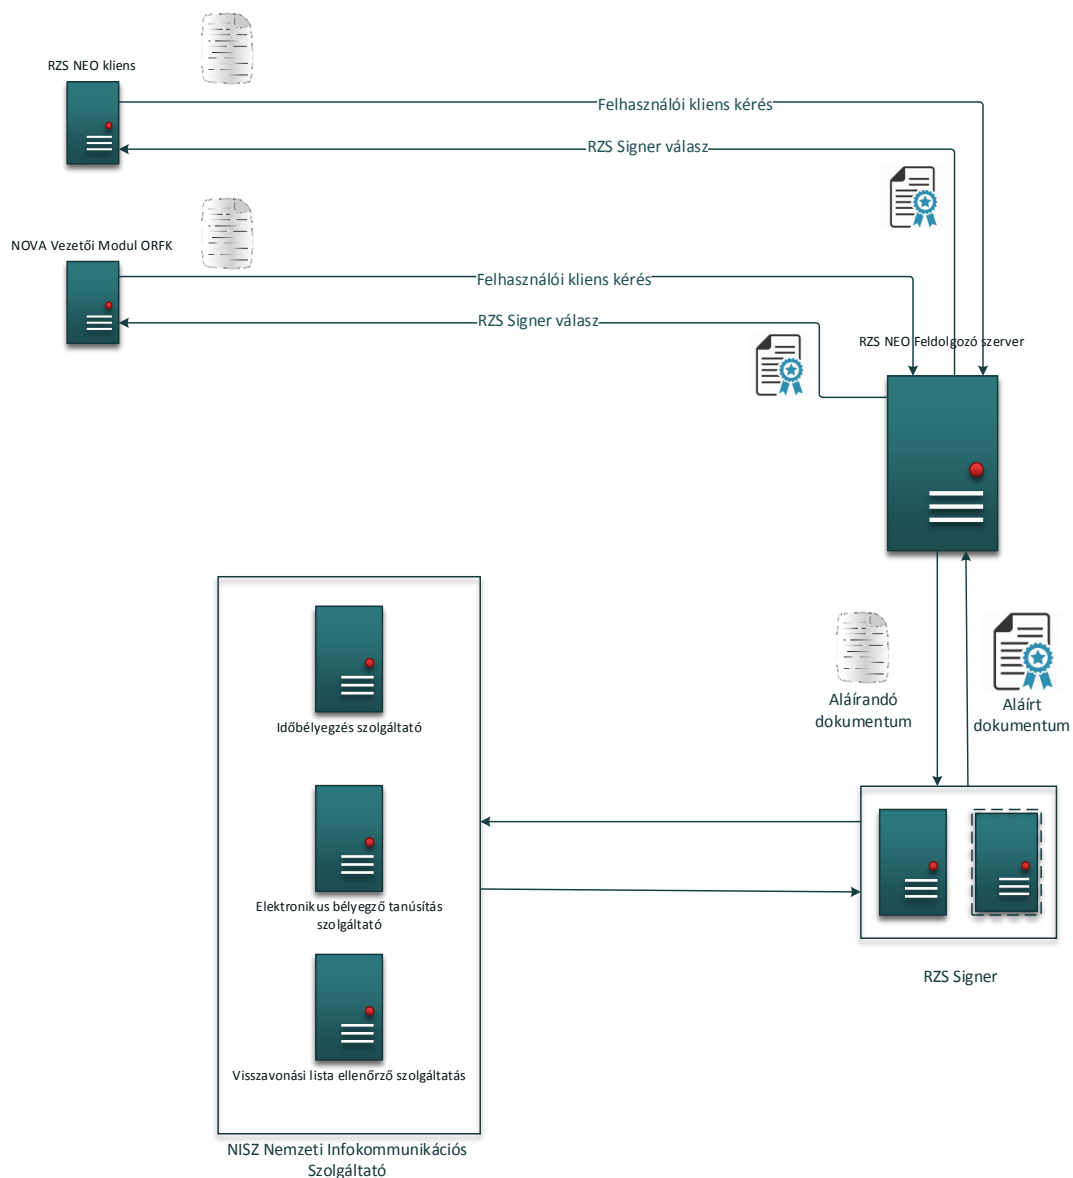 RZS NEO kliens
Felhasználói kliens kérés
RZS Signer válasz
NOVA Vezetői Modul ORFK
Felhasználói kliens kérés
RZS Signer válasz
RZS NEO Feldolgozó szerver
Aláírandó
dokumentum
Aláírt
dokumentum
Időbélyegzés szolgáltató
Elektronikus bélyegző tanúsítás
szolgáltató
Visszavonási lista ellenőrző szolgáltatás
RZS Signer
NISZ Nemzeti Infokommunikációs
Szolgáltató